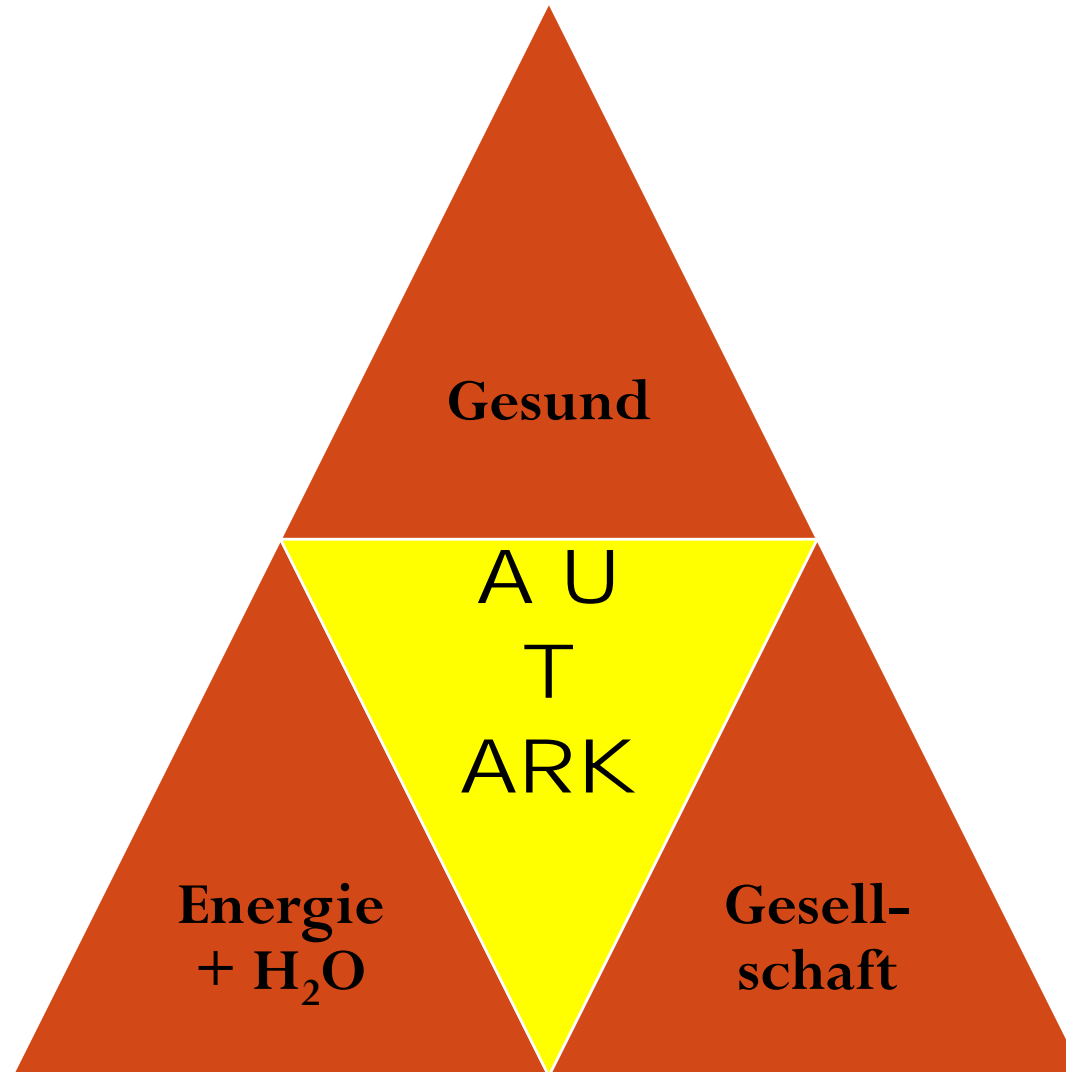 Gesund
A U
T
ARK
Energie
+ H₂O
Gesell-
schaft